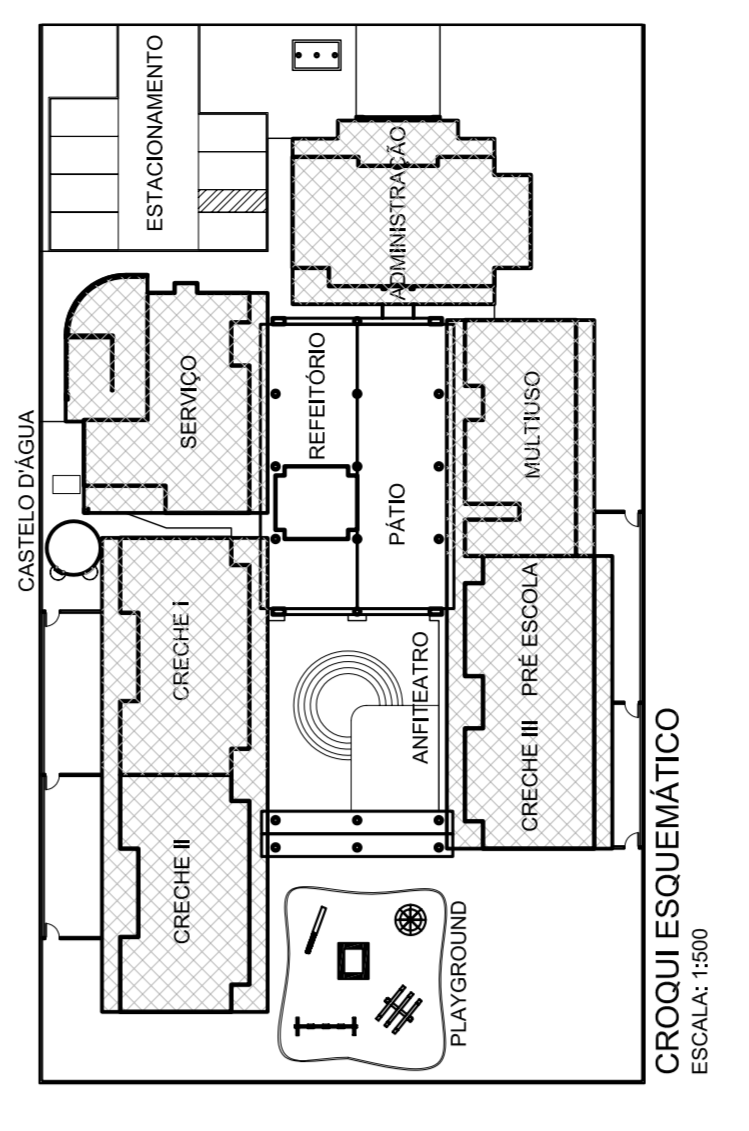 ESTACIONAMENTO
ADMINISTRAÇÃO
CASTELO D'ÁGUA
SERVIÇO
REFEITÓRIO
PÁTIO
MULTIUSO
CRECHE I
CRECHE II
ANFITEATRO
PRÉ ESCOLA
CRECHE III
PLAYGROUND
CROQUI ESQUEMÁTICO
ESCALA: 1:500